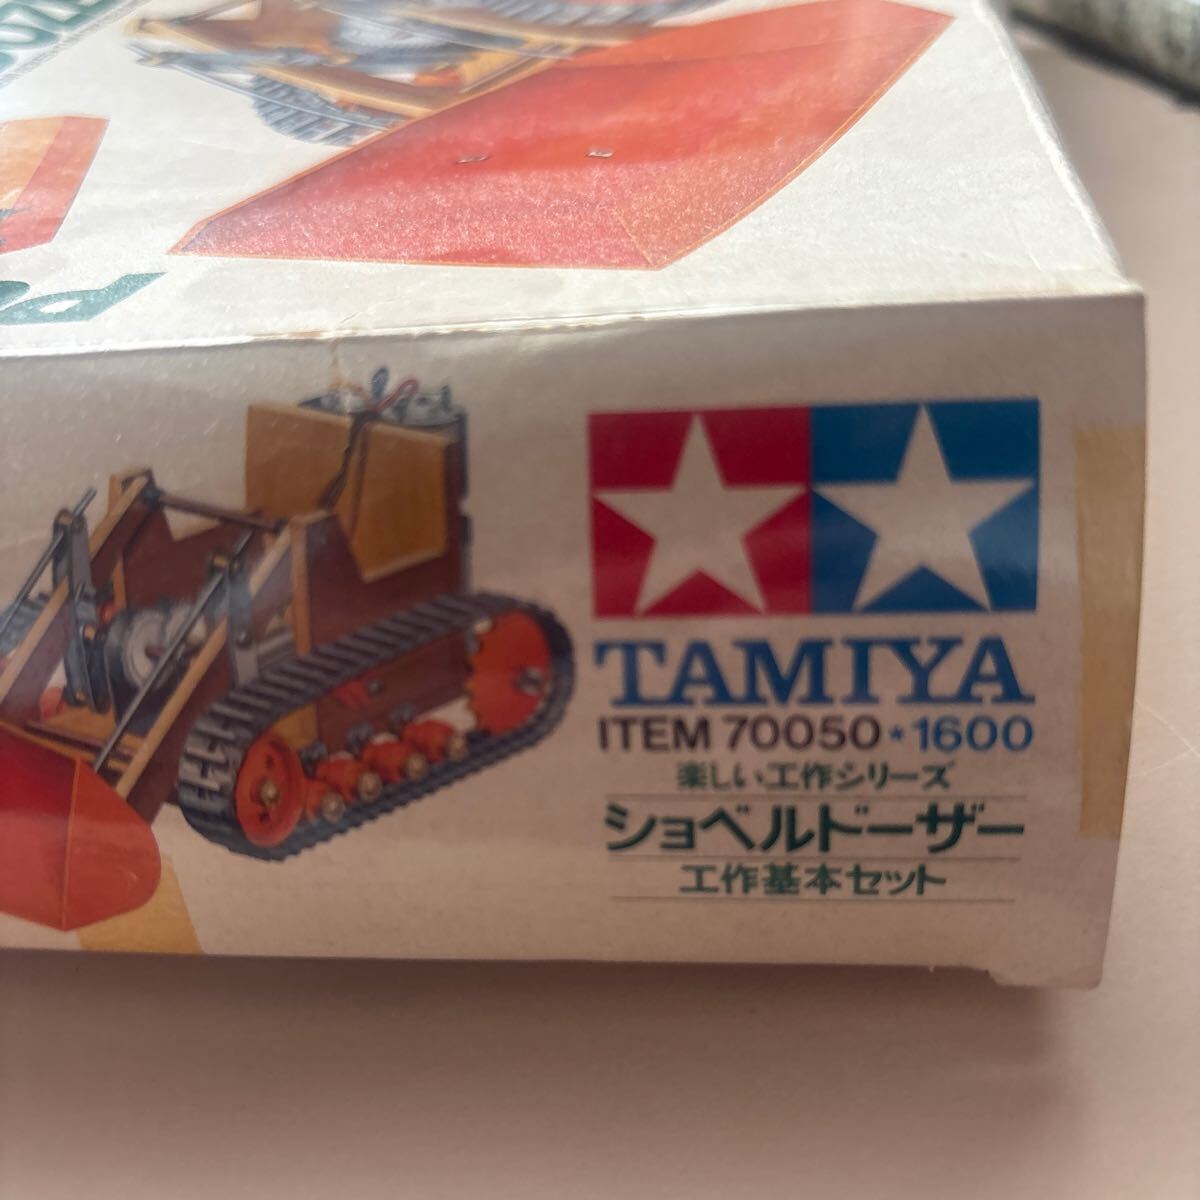 TAMIYA
ITEM 70050★1600
楽しい工作シリーズ
ショベルドーザー
工作基本セット